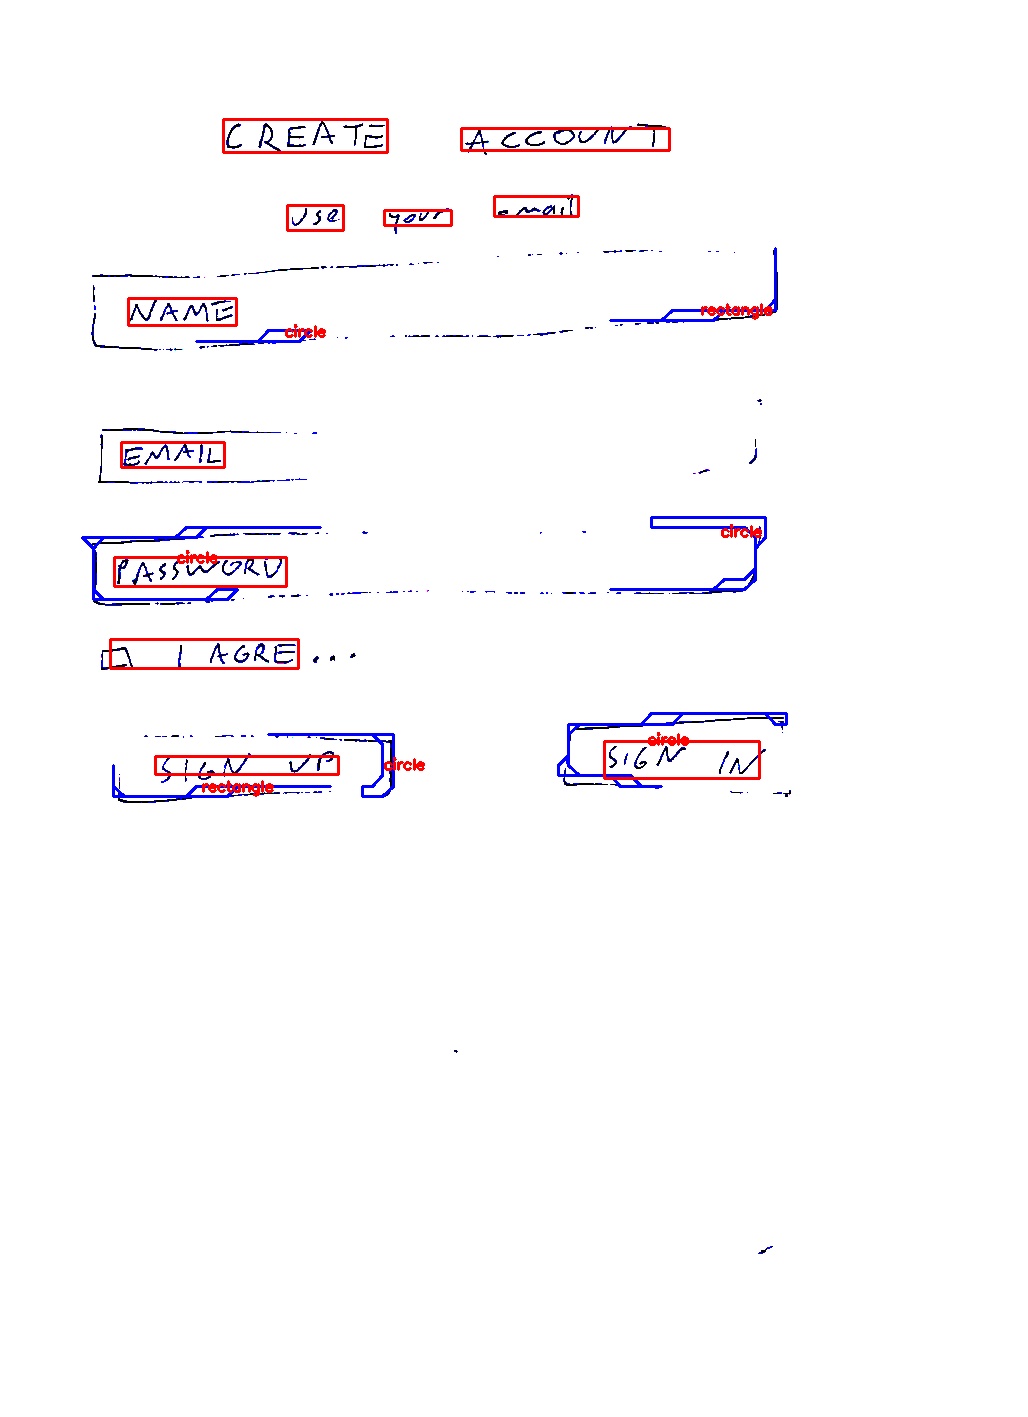 CREATE ACCOUNT
use your email
NAME
rectangle
circle
EMAIL
circle
circle
PASSWORD
I AGRE...
circle
SIGN UP
SIGN IN
circle
rectangle